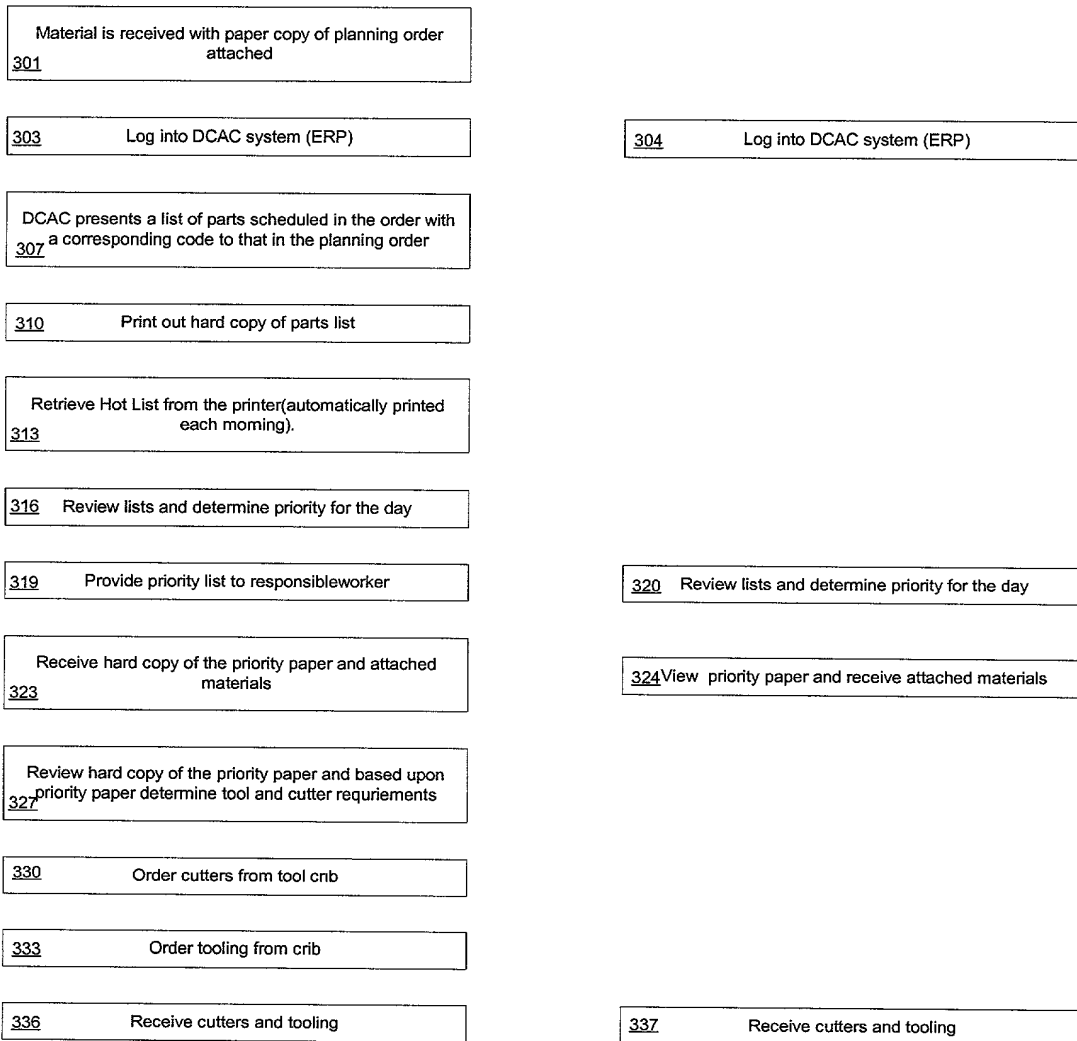 Material is received with paper copy of planning order
attached
301
303 Log into DCAC system (ERP)
304 Log into DCAC system (ERP)
DCAC presents a list of parts scheduled in the order with
a corresponding code to that in the planning order
307
310 Print out hard copy of parts list
Retrieve Hot List from the printer(automatically printed
each morning).
313
316 Review lists and determine priority for the day
319 Provide priority list to responsibleworker
320 Review lists and determine priority for the day
Receive hard copy of the priority paper and attached
materials
323
324 View priority paper and receive attached materials
Review hard copy of the priority paper and based upon
priority paper determine tool and cutter requriements
327
330 Order cutters from tool crib
333 Order tooling from crib
336 Receive cutters and tooling
337 Receive cutters and tooling